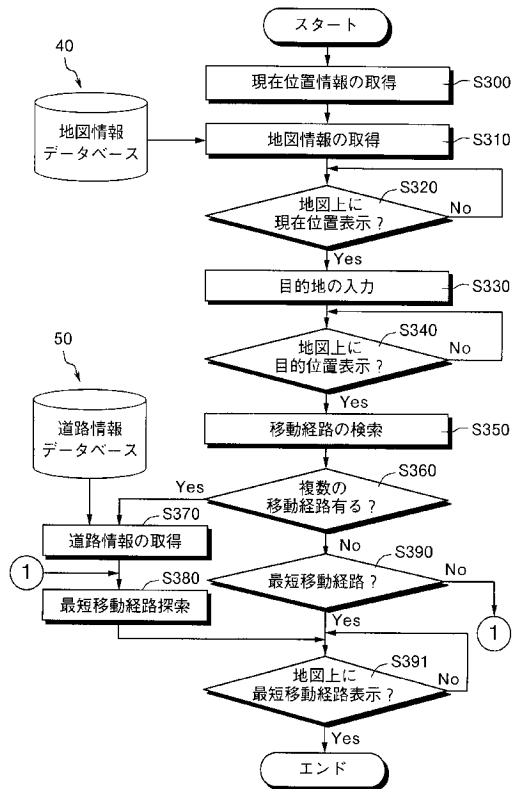 スタート
40
現在位置情報の取得
S300
地図情報
データベース
地図情報の取得
S310
地図上に
現在位置表示?
S320
No
Yes
目的地の入力
S330
50
地図上に
目的位置表示?
S340
No
Yes
道路情報
データベース
移動経路の検索
S350
複数の
移動経路有る?
S360
Yes
No
道路情報の取得
S370
1
最短移動経路?
S390
No
最短移動経路探索
S380
Yes
1
地図上に
最短移動経路表示?
S391
No
Yes
エンド